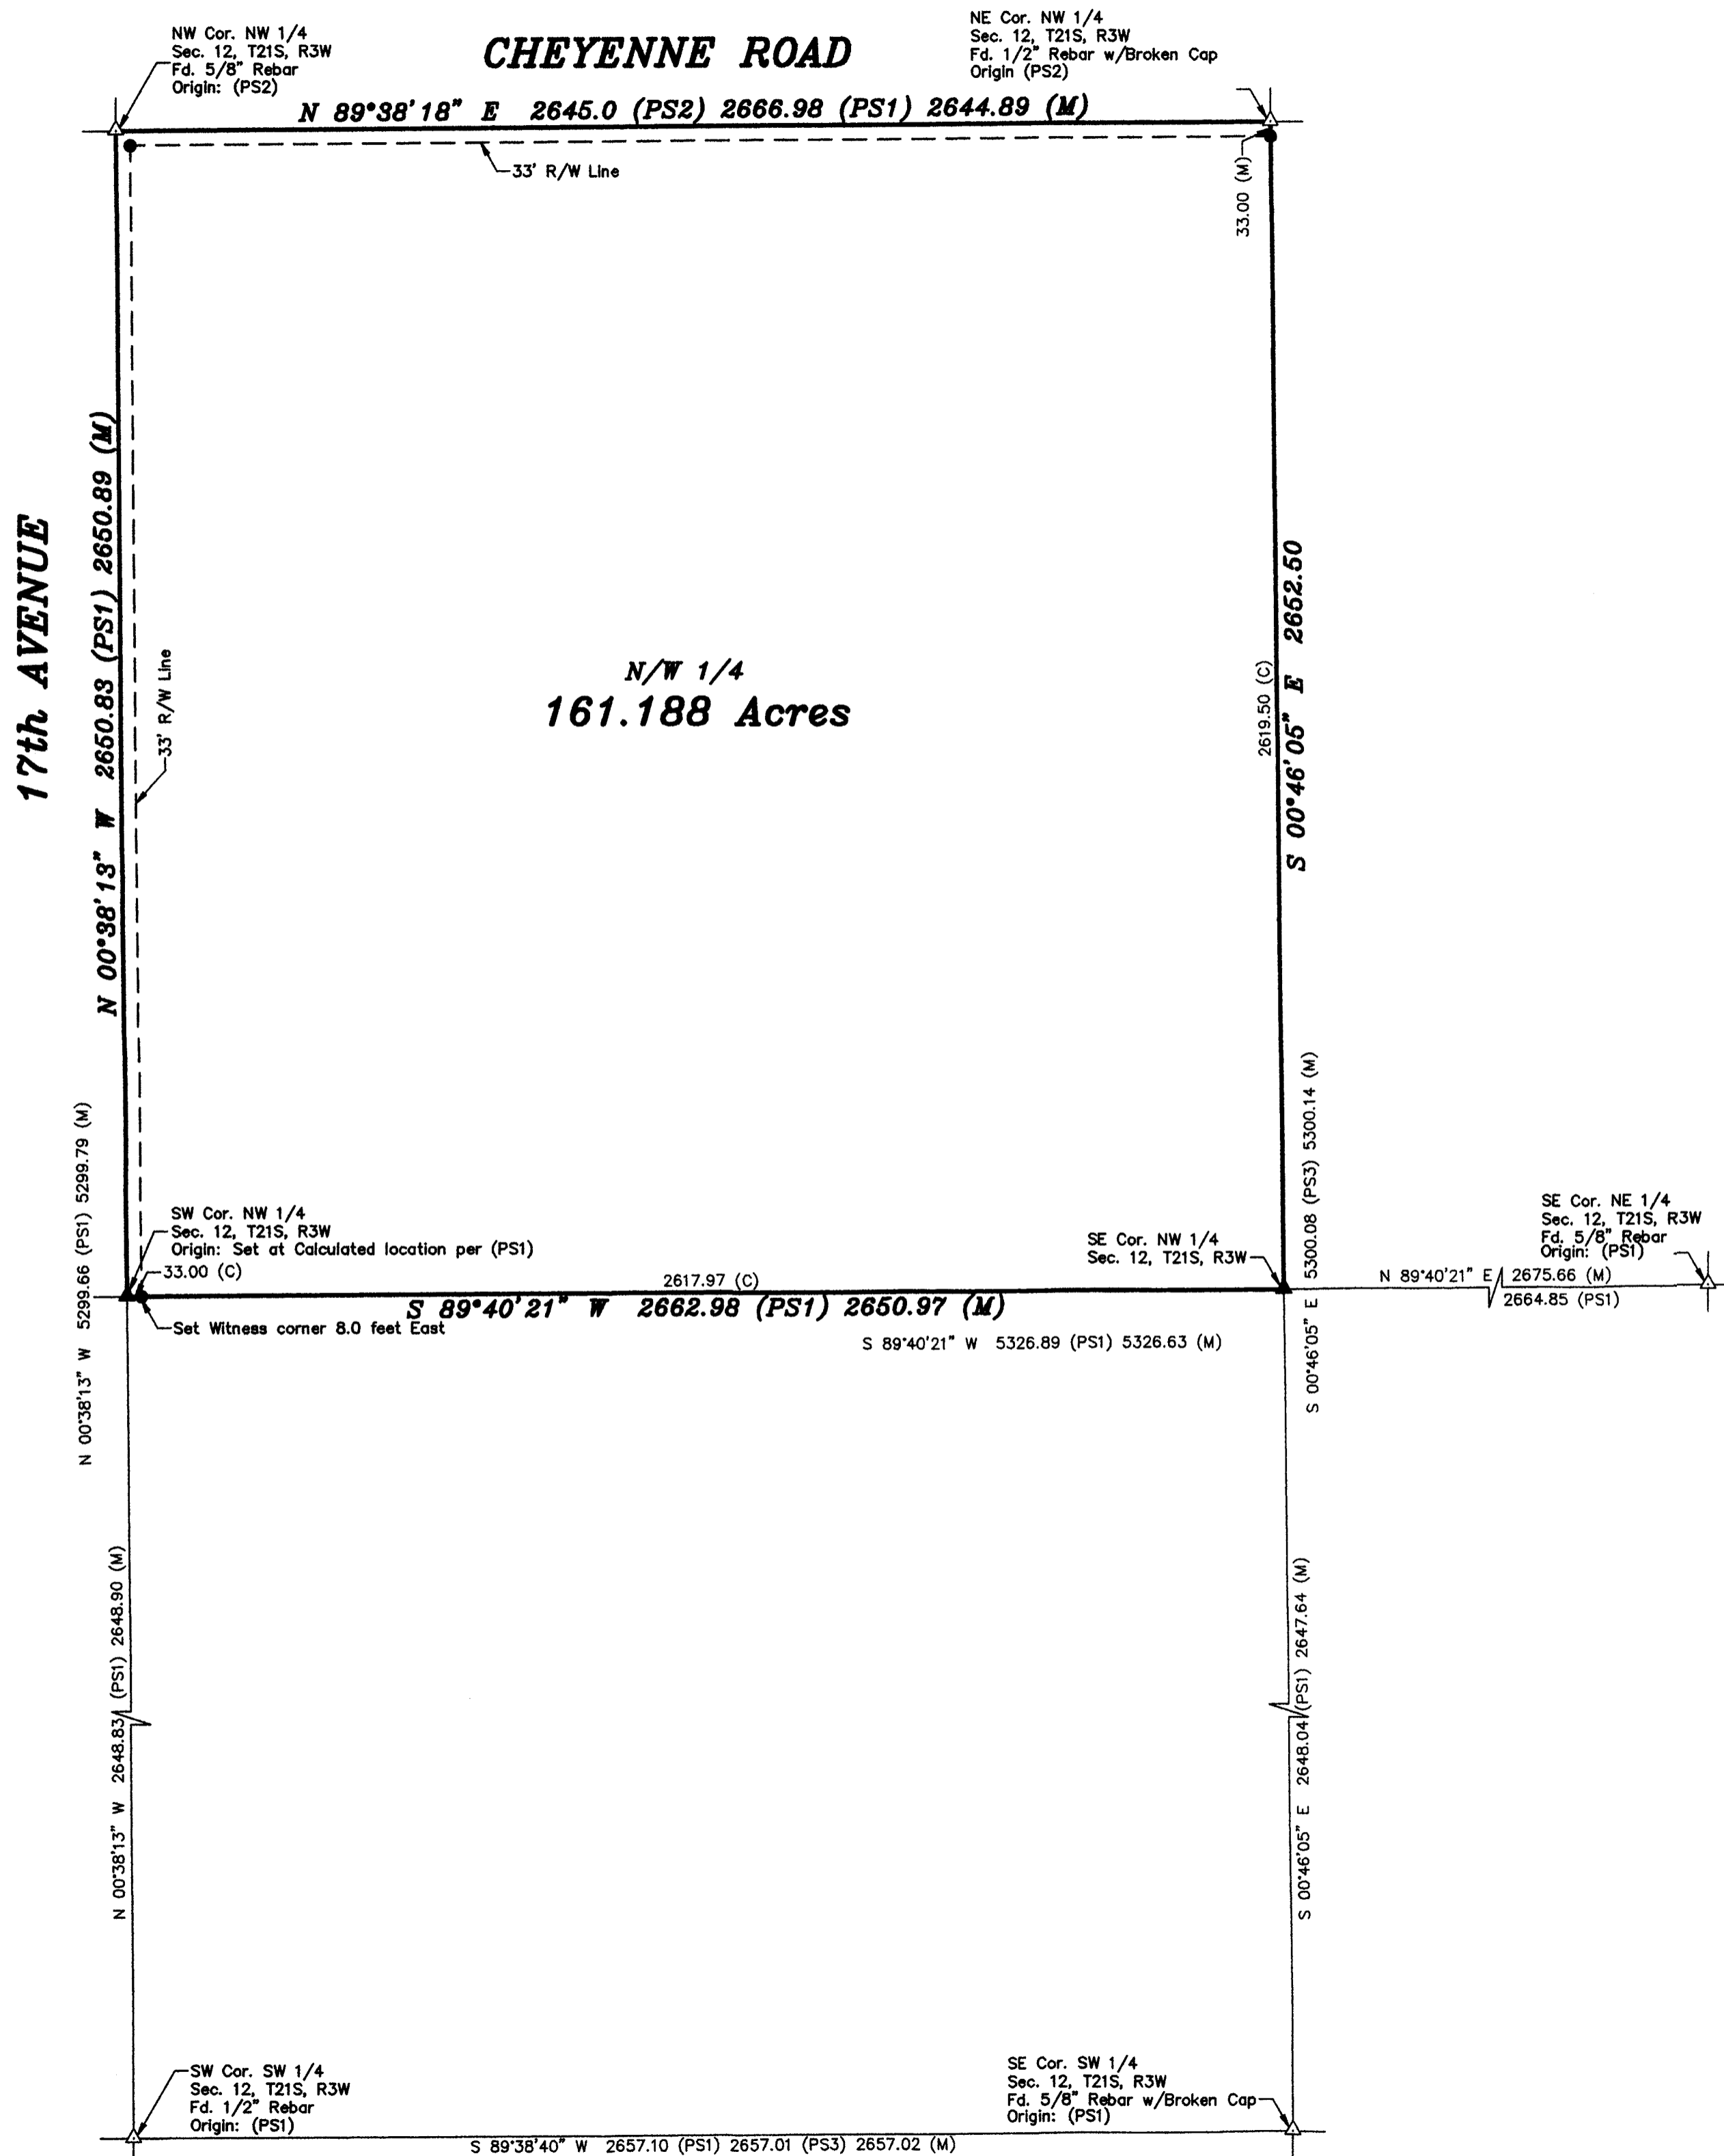 NW Cor. NW 1/4
Sec. 12, T21S, R3W
Fd. 5/8" Rebar
Origin: (PS2)
CHEYENNE ROAD
NE Cor. NW 1/4
Sec. 12, T21S, R3W
Fd. 1/2" Rebar w/Broken Cap
Origin (PS2)
N 89°38'18" E 2645.0 (PS2) 2666.98 (PS1) 2644.89 (M)
33' R/W Line
33.00 (M)
17th AVENUE
N 00°38'13" W 2650.83 (PS1) 2650.89 (M)
33' R/W Line
N/W 1/4
161.188 Acres
2619.50 (C)
S 00°46'05" E 2652.50
N 00°38'13" W 5299.66 (PS1) 5299.79 (M)
SW Cor. NW 1/4
Sec. 12, T21S, R3W
Origin: Set at Calculated location per (PS1)
33.00 (C)
2617.97 (C)
S 89°40'21" W 2662.98 (PS1) 2650.97 (M)
Set Witness corner 8.0 feet East
S 89°40'21" W 5326.89 (PS1) 5326.63 (M)
SE Cor. NW 1/4
Sec. 12, T21S, R3W
S 00°46'05" E 5300.08 (PS3) 5300.14 (M)
SE Cor. NE 1/4
Sec. 12, T21S, R3W
Fd. 5/8" Rebar
Origin: (PS1)
N 89°40'21" E 2675.66 (M)
2664.85 (PS1)
N 00°38'13" W 2648.83 (PS1) 2648.90 (M)
S 00°46'05" E 2648.04 (PS1) 2647.64 (M)
SW Cor. SW 1/4
Sec. 12, T21S, R3W
Fd. 1/2" Rebar
Origin: (PS1)
SE Cor. SW 1/4
Sec. 12, T21S, R3W
Fd. 5/8" Rebar w/Broken Cap
Origin: (PS1)
S 89°38'40" W 2657.10 (PS1) 2657.01 (PS3) 2657.02 (M)